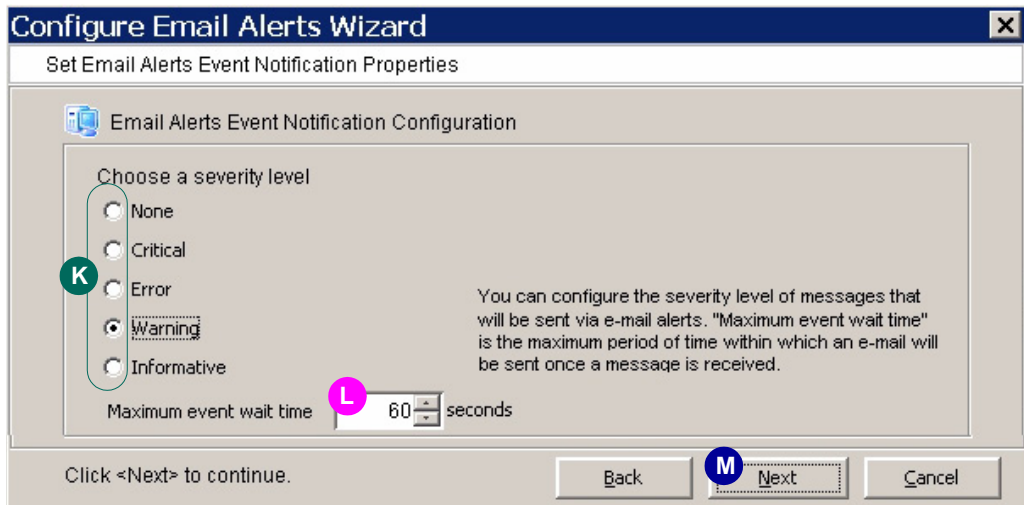 Configure Email Alerts Wizard
Set Email Alerts Event Notification Properties
Email Alerts Event Notification Configuration
Choose a severity level
None
Critical
K
Error
Warning
Informative
You can configure the severity level of messages that
will be sent via e-mail alerts. "Maximum event wait time"
is the maximum period of time within which an e-mail will
be sent once a message is received.
L
Maximum event wait time 60 seconds
Click <Next> to continue.
Back
M
Next
Cancel